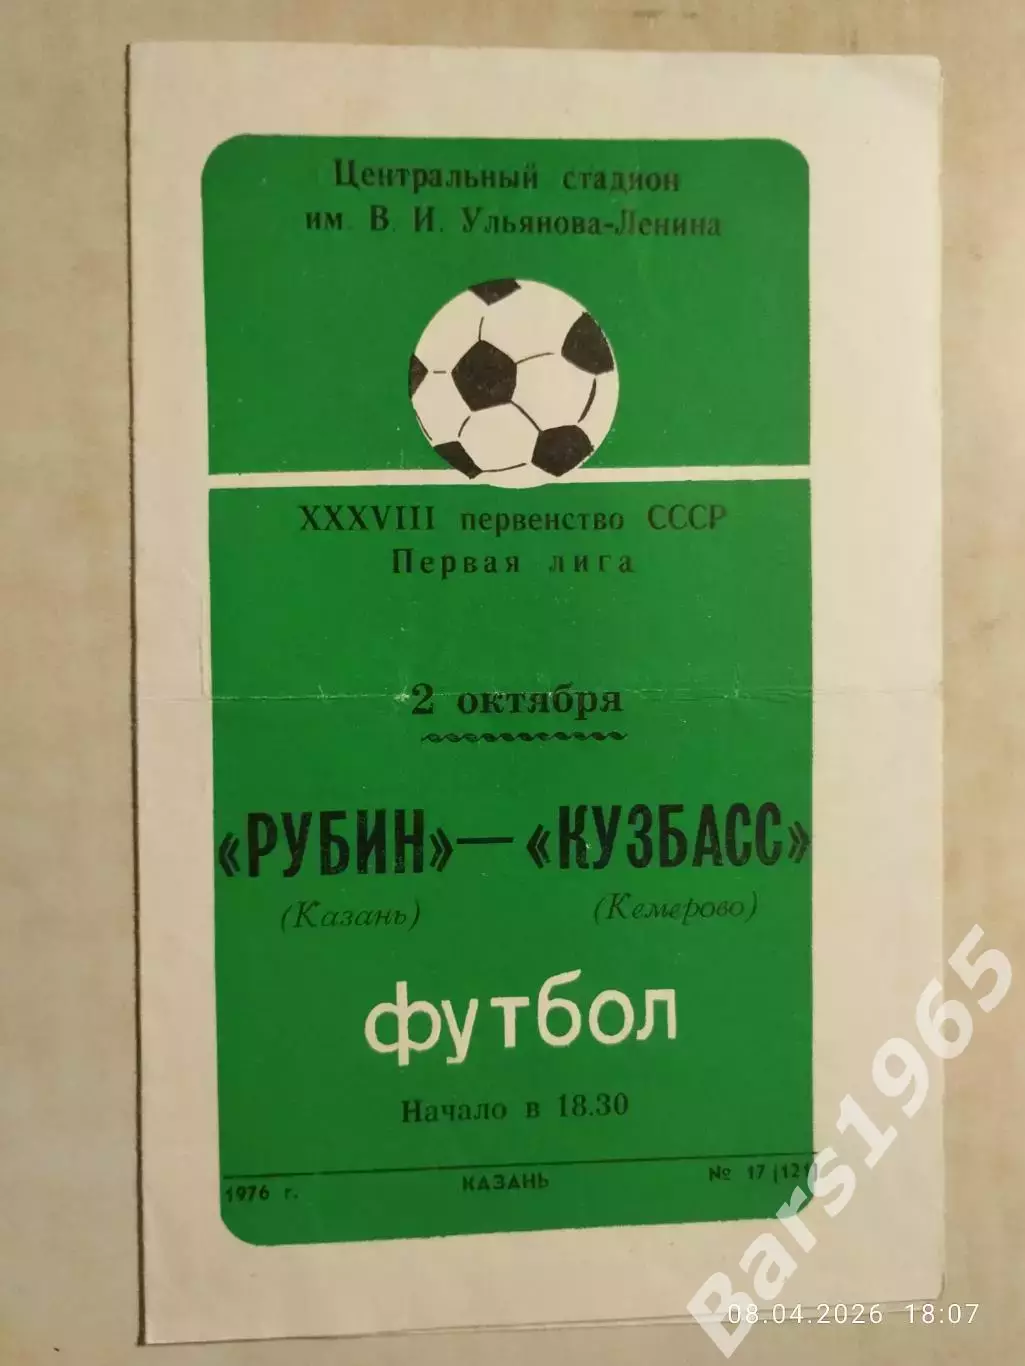 Центральный стадион
им. В. И. Ульянова-Ленина
XXXVIII первенство СССР
Первая лига
2 октября
«РУБИН» — «КУЗБАСС»
(Казань) (Кемерово)
футбол
Начало в 18.30
1976 г. КАЗАНЬ № 17 (121)
Bars1965
08.04.2026 18:07